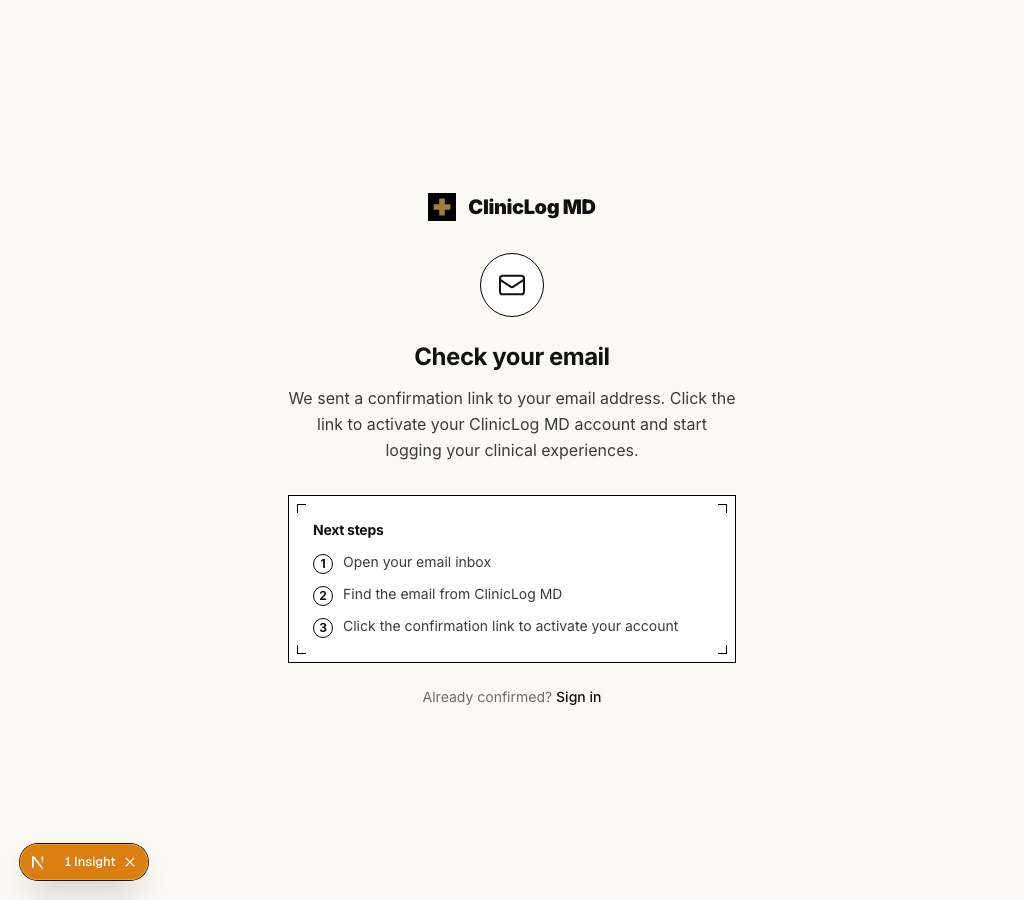 ClinicLog MD
Check your email
We sent a confirmation link to your email address. Click the
link to activate your ClinicLog MD account and start
logging your clinical experiences.
Next steps
1 Open your email inbox
2 Find the email from ClinicLog MD
3 Click the confirmation link to activate your account
Already confirmed? Sign in
N 1 Insight